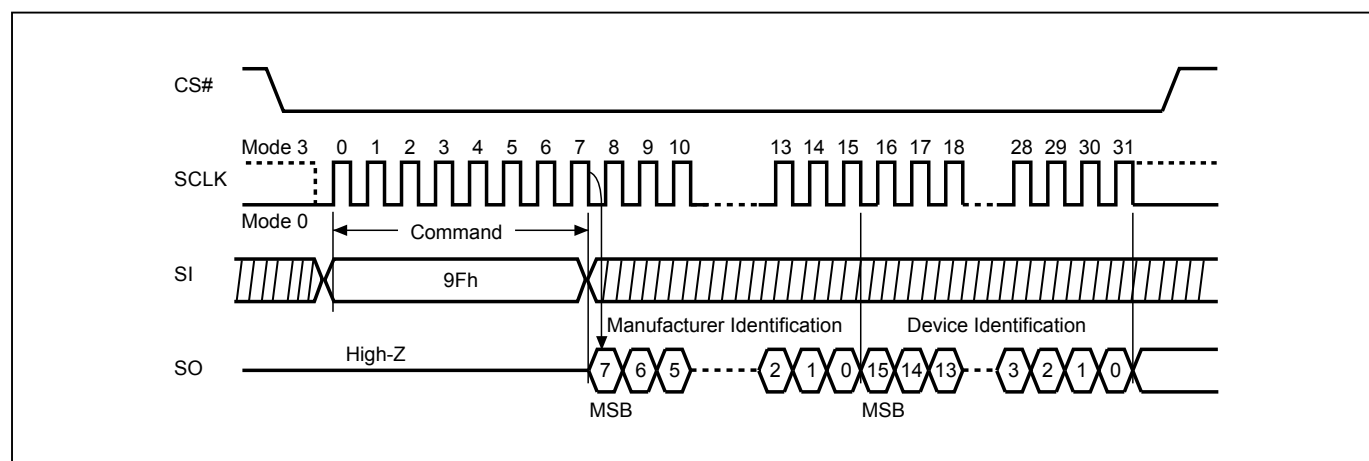 CS#
Mode 3 0 1 2 3 4 5 6 7 8 9 10 13 14 15 16 17 18 28 29 30 31
SCLK
Mode 0
Command
SI 9Fh
Manufacturer Identification Device Identification
High-Z
SO 7 6 5 2 1 0 15 14 13 3 2 1 0
MSB MSB